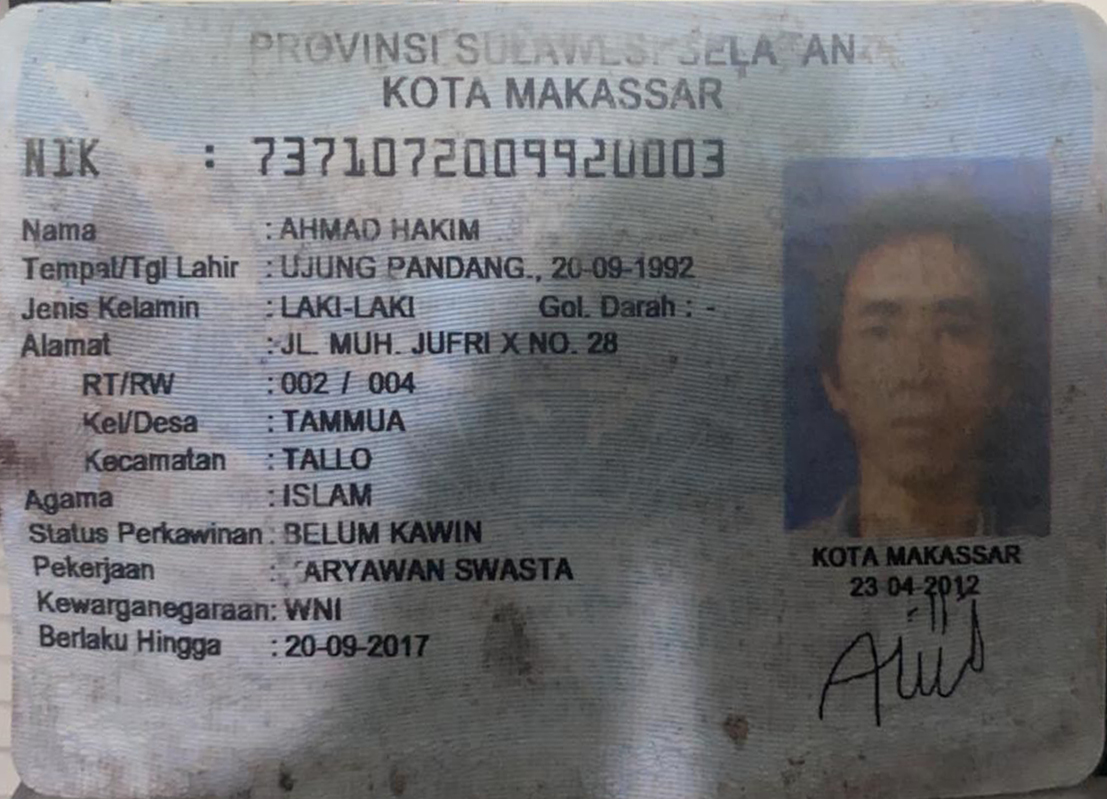 PROVINSI SULAWESI SELATAN
KOTA MAKASSAR
NIK : 7371072009920003
Nama : AHMAD HAKIM
Tempat/Tgl Lahir : UJUNG PANDANG., 20-09-1992
Jenis Kelamin : LAKI-LAKI Gol. Darah : -
Alamat : JL. MUH. JUFRI X NO. 28
RT/RW : 002 / 004
Kel/Desa : TAMMUA
Kecamatan : TALLO
Agama : ISLAM
Status Perkawinan : BELUM KAWIN
Pekerjaan : ARYAWAN SWASTA
Kewarganegaraan: WNI
Berlaku Hingga : 20-09-2017
KOTA MAKASSAR
23-04-2012